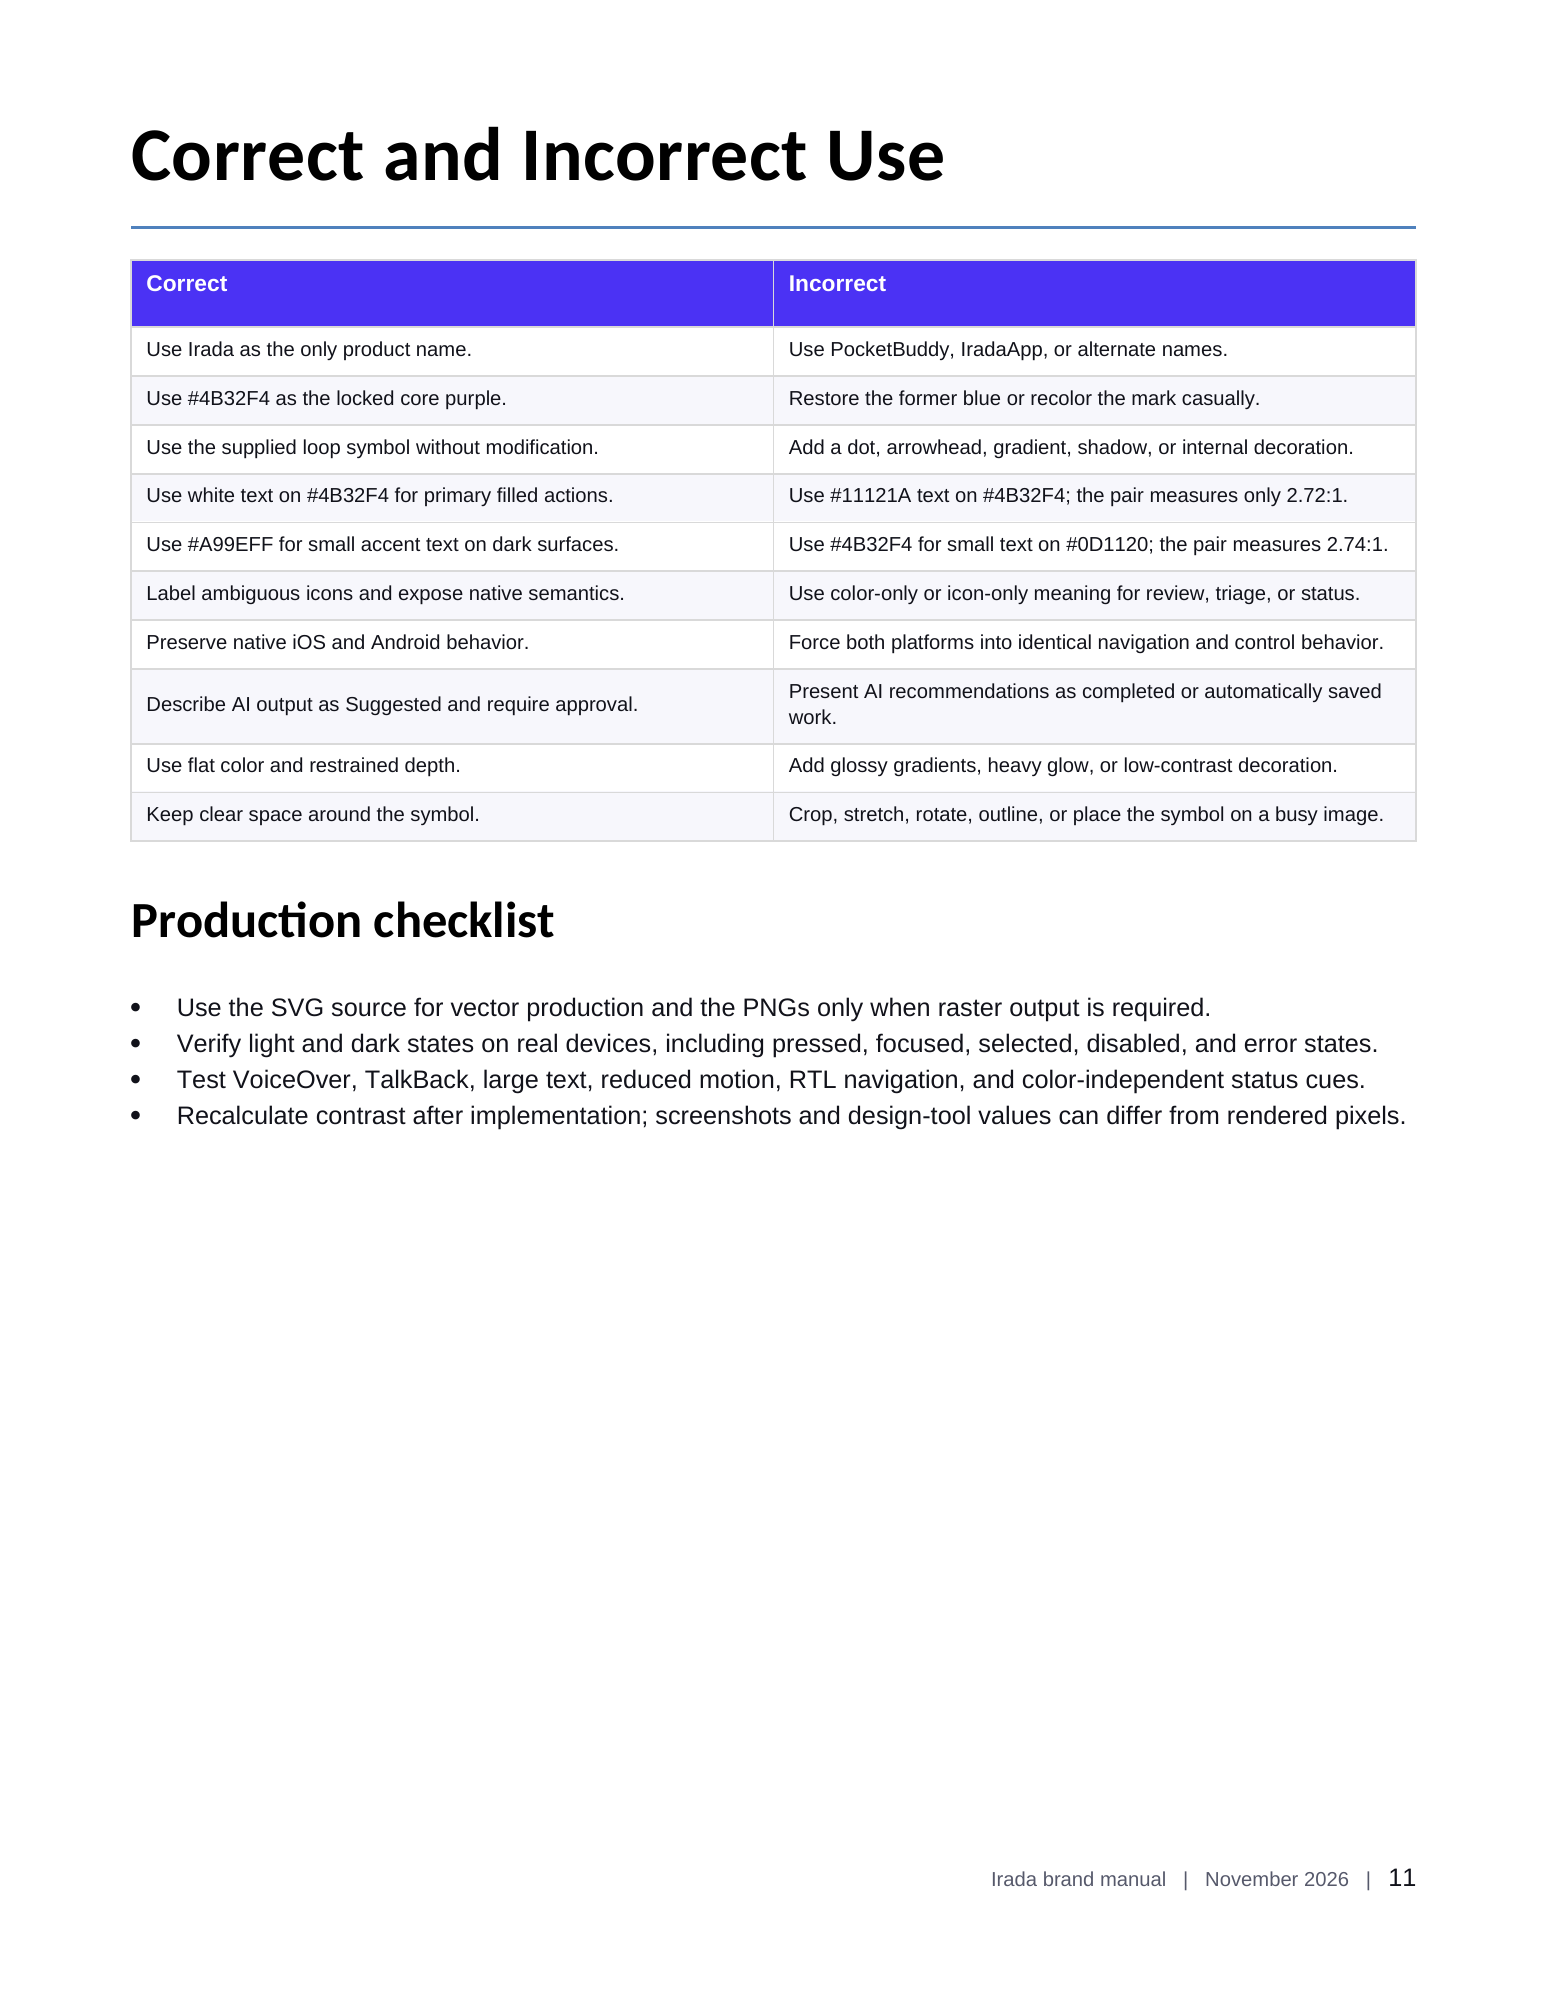 Correct and Incorrect Use
Correct
Incorrect
Use Irada as the only product name.
Use PocketBuddy, IradaApp, or alternate names.
Use #4B32F4 as the locked core purple.
Restore the former blue or recolor the mark casually.
Use the supplied loop symbol without modification.
Add a dot, arrowhead, gradient, shadow, or internal decoration.
Use white text on #4B32F4 for primary filled actions.
Use #11121A text on #4B32F4; the pair measures only 2.72:1.
Use #A99EFF for small accent text on dark surfaces.
Use #4B32F4 for small text on #0D1120; the pair measures 2.74:1.
Label ambiguous icons and expose native semantics.
Use color-only or icon-only meaning for review, triage, or status.
Preserve native iOS and Android behavior.
Force both platforms into identical navigation and control behavior.
Describe AI output as Suggested and require approval.
Present AI recommendations as completed or automatically saved
work.
Use flat color and restrained depth.
Add glossy gradients, heavy glow, or low-contrast decoration.
Keep clear space around the symbol.
Crop, stretch, rotate, outline, or place the symbol on a busy image.
Production checklist
• Use the SVG source for vector production and the PNGs only when raster output is required.
• Verify light and dark states on real devices, including pressed, focused, selected, disabled, and error states.
• Test VoiceOver, TalkBack, large text, reduced motion, RTL navigation, and color-independent status cues.
• Recalculate contrast after implementation; screenshots and design-tool values can differ from rendered pixels.
Irada brand manual | November 2026 | 11